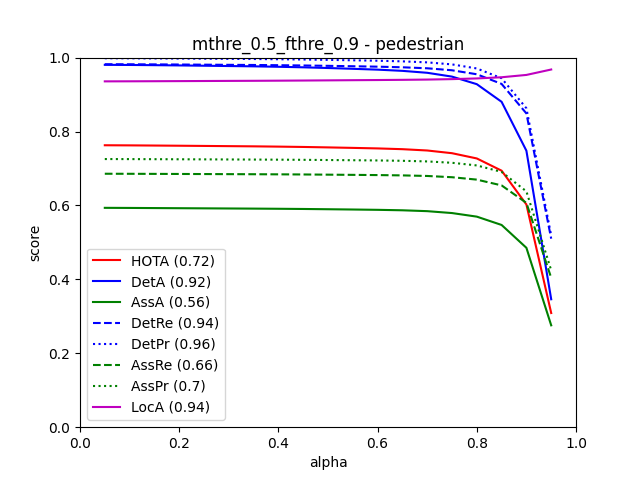 mthre_0.5_fthre_0.9 - pedestrian
1.0
0.8
0.6
0.4
0.2
0.0
score
HOTA (0.72)
DetA (0.92)
AssA (0.56)
DetRe (0.94)
DetPr (0.96)
AssRe (0.66)
AssPr (0.7)
LocA (0.94)
0.0 0.2 0.4 0.6 0.8 1.0
alpha